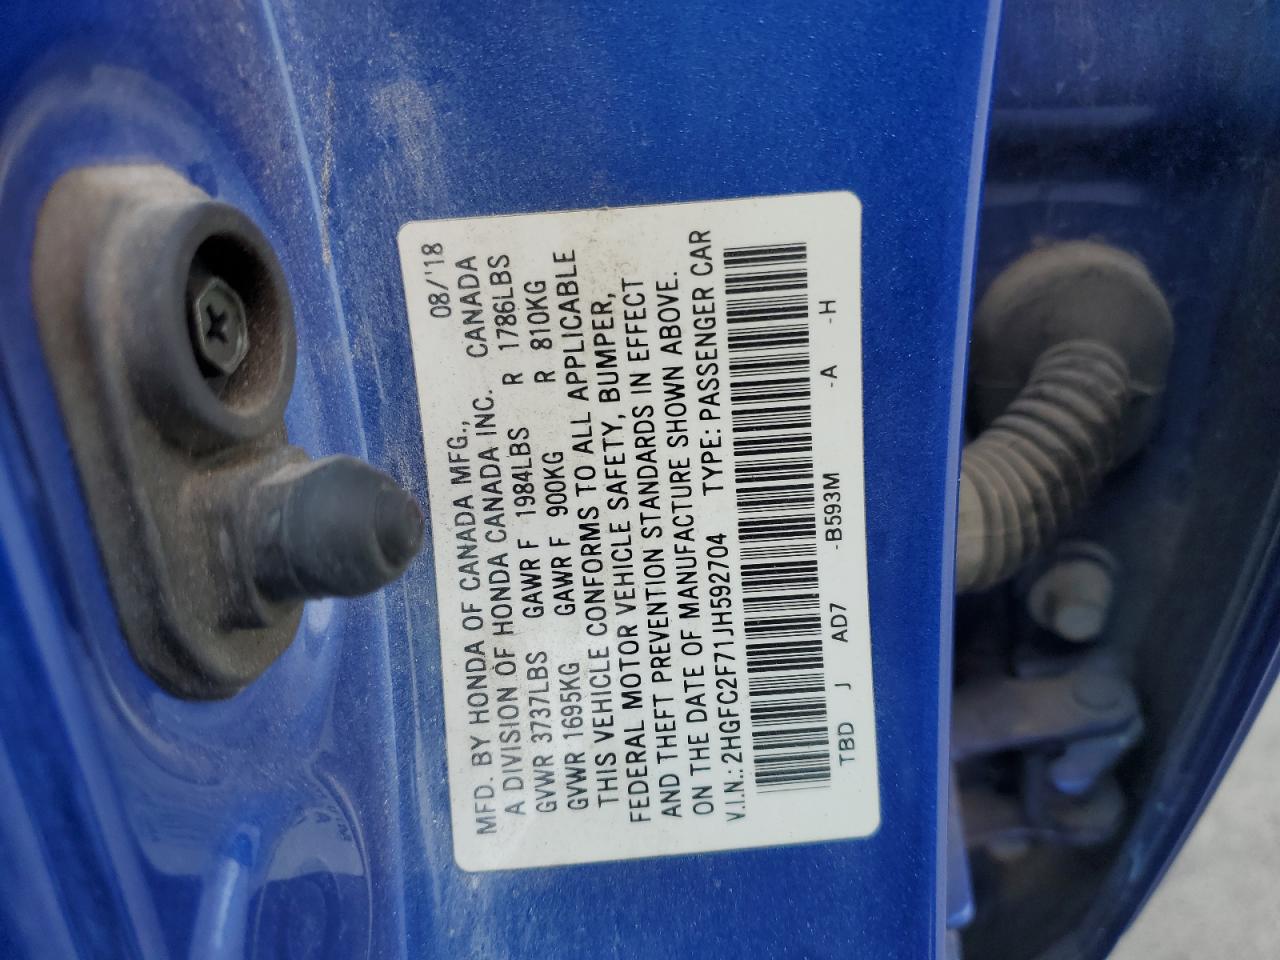 MFD. BY HONDA OF CANADA MFG., 08/'18
A DIVISION OF HONDA CANADA INC. CANADA
GVWR 3737LBS GAWR F 1984LBS R 1786LBS
GVWR 1695KG GAWR F 900KG R 810KG
THIS VEHICLE CONFORMS TO ALL APPLICABLE
FEDERAL MOTOR VEHICLE SAFETY, BUMPER,
AND THEFT PREVENTION STANDARDS IN EFFECT
ON THE DATE OF MANUFACTURE SHOWN ABOVE.
V.I.N.: 2HGFC2F71JH592704 TYPE: PASSENGER CAR
TBD J AD7 -B593M -A -H